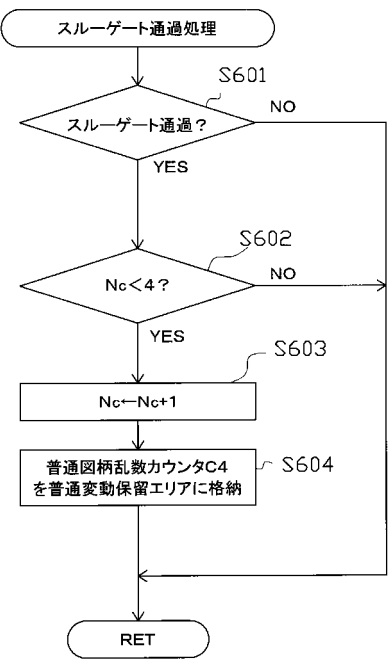 スルーゲート通過処理
S601
スルーゲート通過？
NO
YES
S602
Nc＜4？
NO
YES
S603
Nc←Nc+1
普通図柄乱数カウンタC4
を普通変動保留エリアに格納
S604
RET